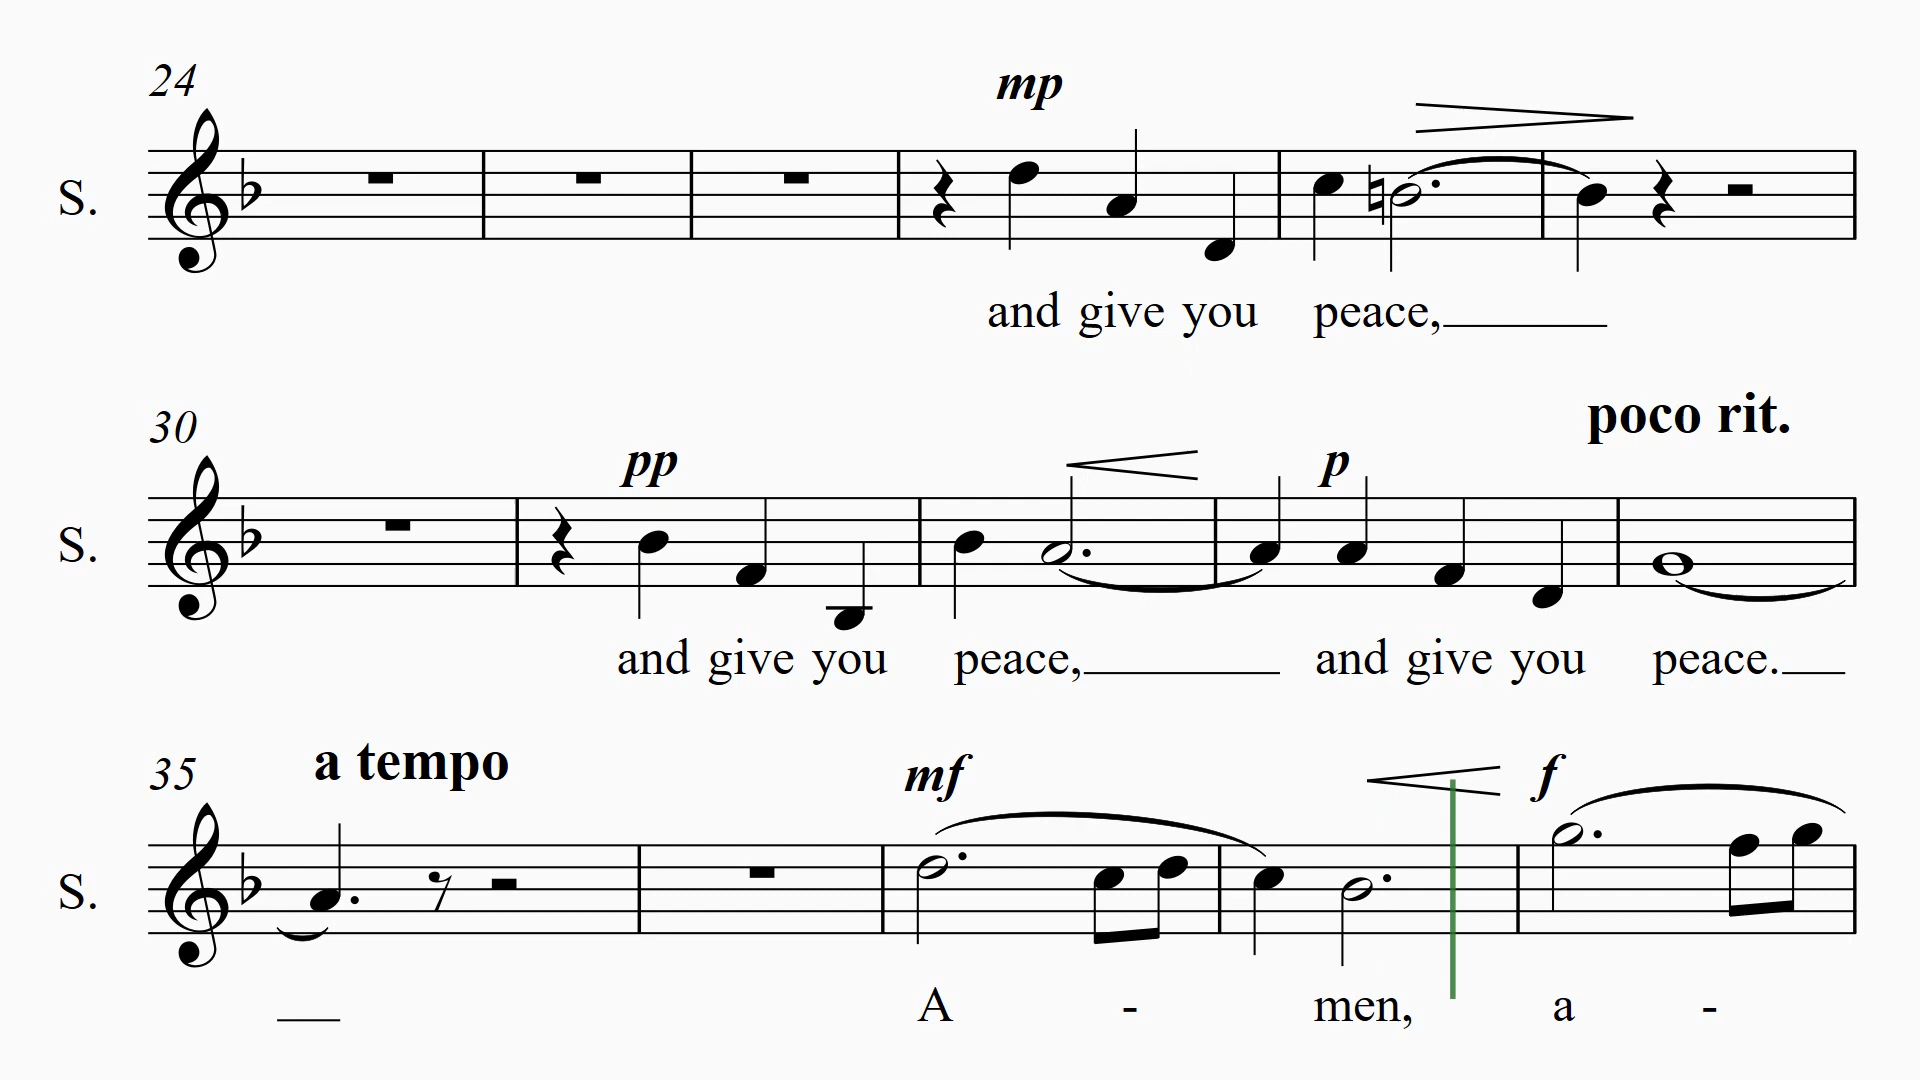 24
mp
S.
and give you peace,
poco rit.
30
pp p
S.
and give you peace, and give you peace.
a tempo
35
mf f
S.
A - men, a -